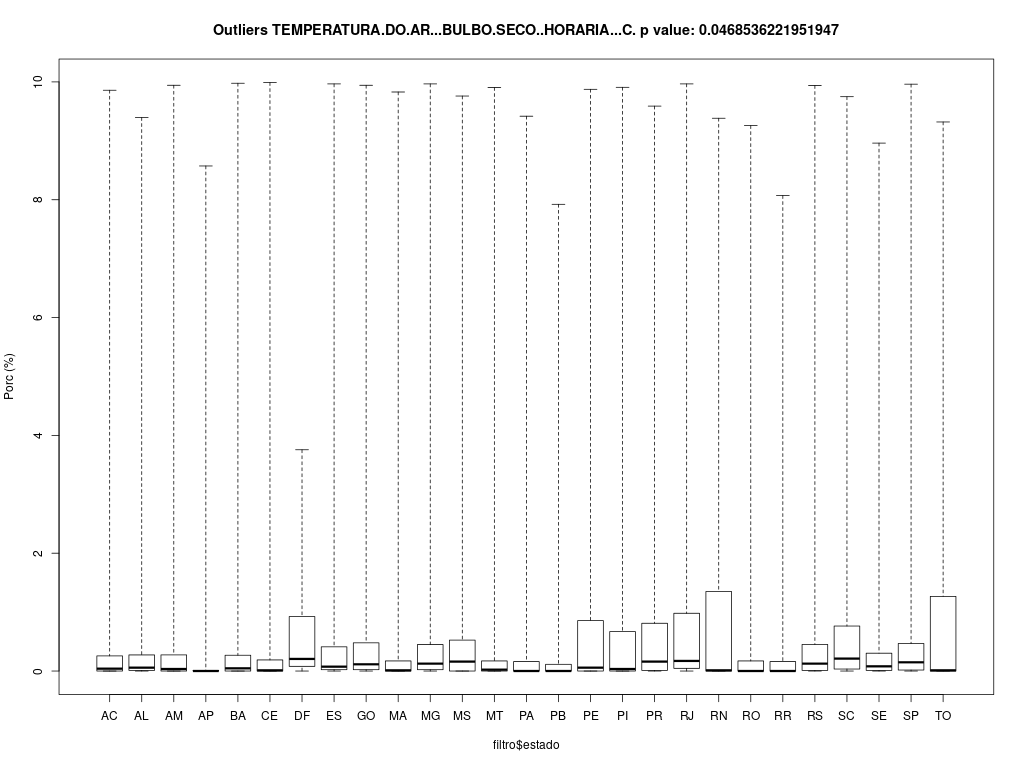 Outliers TEMPERATURA.DO.AR...BULBO.SECO..HORARIA...C. p value: 0.0468536221951947
10
8
6
4
2
0
Porc (%)
AC AL AM AP BA CE DF ES GO MA MG MS MT PA PB PE PI PR RJ RN RO RR RS SC SE SP TO
filtro$estado